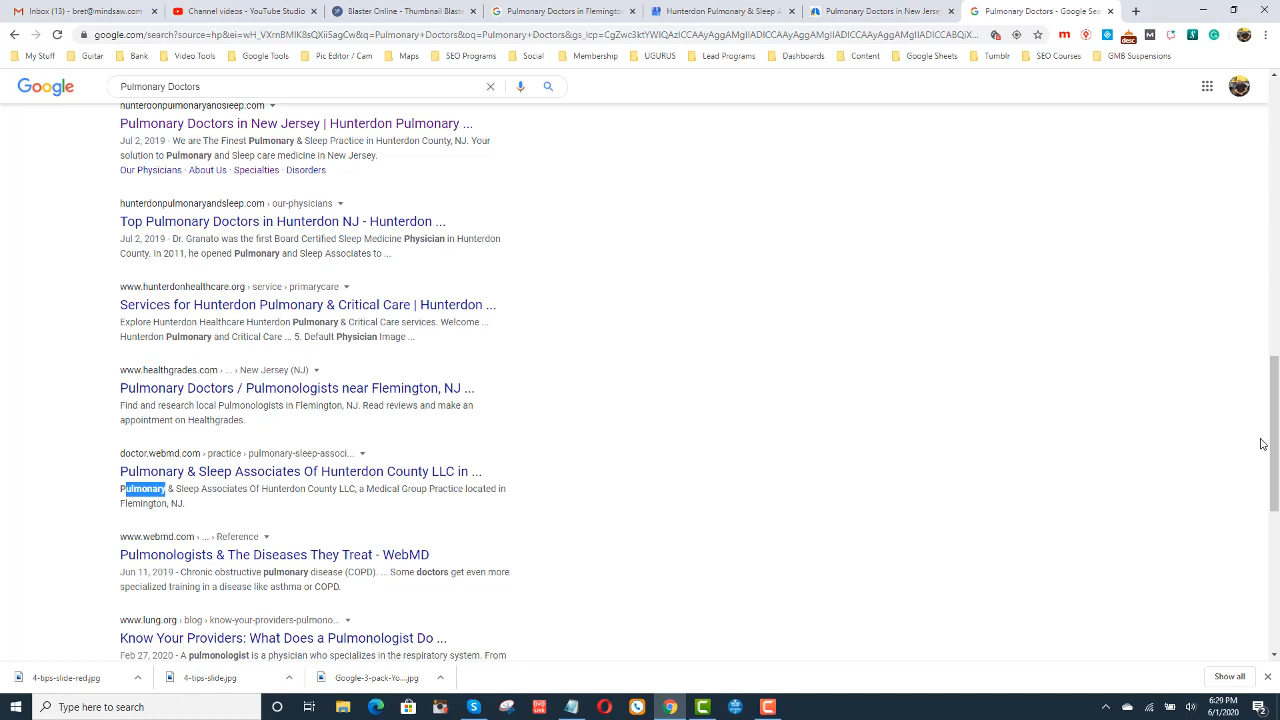 Inbox (13) - bret@mindsaw.com
Channel videos - YouTube Studio
Blaster Online - Thumbnail Blaste
Pulmonary Doctors in Flemington
Hunterdon Pulmonary & Sleep A
Pulmonary Doctors in New Jersey
Pulmonary Doctors - Google Sea
My Stuff
Guitar
Bank
Video Tools
Google Tools
Pic Editor / Cam
Maps
SEO Programs
Social
Membership
UGURUS
Lead Programs
Dashboards
Content
Google Sheets
Tumblr
SEO Courses
GMB Suspensions
Google
Pulmonary Doctors
hunterdonpulmonaryandsleep.com
Pulmonary Doctors in New Jersey | Hunterdon Pulmonary ...
Jul 2, 2019 - We are The Finest Pulmonary & Sleep Practice in Hunterdon County, NJ. Your
solution to Pulmonary and Sleep care medicine in New Jersey.
Our Physicians · About Us · Specialties · Disorders
hunterdonpulmonaryandsleep.com › our-physicians
Top Pulmonary Doctors in Hunterdon NJ - Hunterdon ...
Jul 2, 2019 - Dr. Granato was the first Board Certified Sleep Medicine Physician in Hunterdon
County. In 2011, he opened Pulmonary and Sleep Associates to ...
www.hunterdonhealthcare.org › service › primarycare
Services for Hunterdon Pulmonary & Critical Care | Hunterdon ...
Explore Hunterdon Healthcare Hunterdon Pulmonary & Critical Care services. Welcome ...
Hunterdon Pulmonary and Critical Care ... 5. Default Physician Image ...
www.healthgrades.com › ... › New Jersey (NJ)
Pulmonary Doctors / Pulmonologists near Flemington, NJ ...
Find and research local Pulmonologists in Flemington, NJ. Read reviews and make an
appointment on Healthgrades.
doctor.webmd.com › practice › pulmonary-sleep-associ...
Pulmonary & Sleep Associates Of Hunterdon County LLC in ...
Pulmonary & Sleep Associates Of Hunterdon County LLC, a Medical Group Practice located in
Flemington, NJ.
www.webmd.com › ... › Reference
Pulmonologists & The Diseases They Treat - WebMD
Jun 11, 2019 - Chronic obstructive pulmonary disease (COPD). ... Some doctors get even more
specialized training in a disease like asthma or COPD.
www.lung.org › blog › know-your-providers-pulmono...
Know Your Providers: What Does a Pulmonologist Do ...
Feb 27, 2020 - A pulmonologist is a physician who specializes in the respiratory system. From
4-tips-slide-red.jpg
4-tips-slide.jpg
Google-3-pack-Yo....jpg
Show all
Type here to search
6:29 PM
6/1/2020